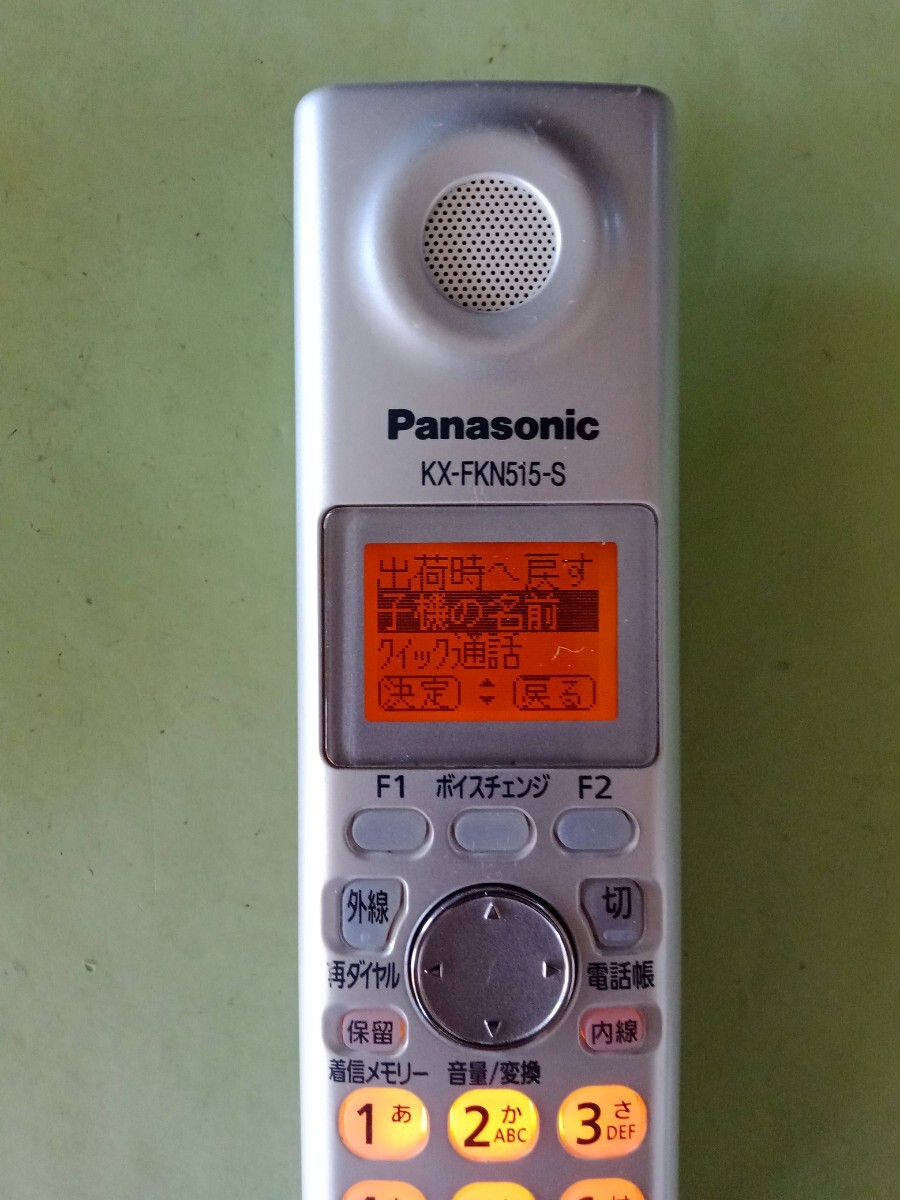 Panasonic
KX-FKN515-S
出荷時へ戻す
子機の名前
クイック通話
決定 戻る
F1 ボイスチェンジ F2
外線 切
再ダイヤル 電話帳
保留 内線
着信メモリー 音量/変換
1 あ 2 か ABC 3 さ DEF